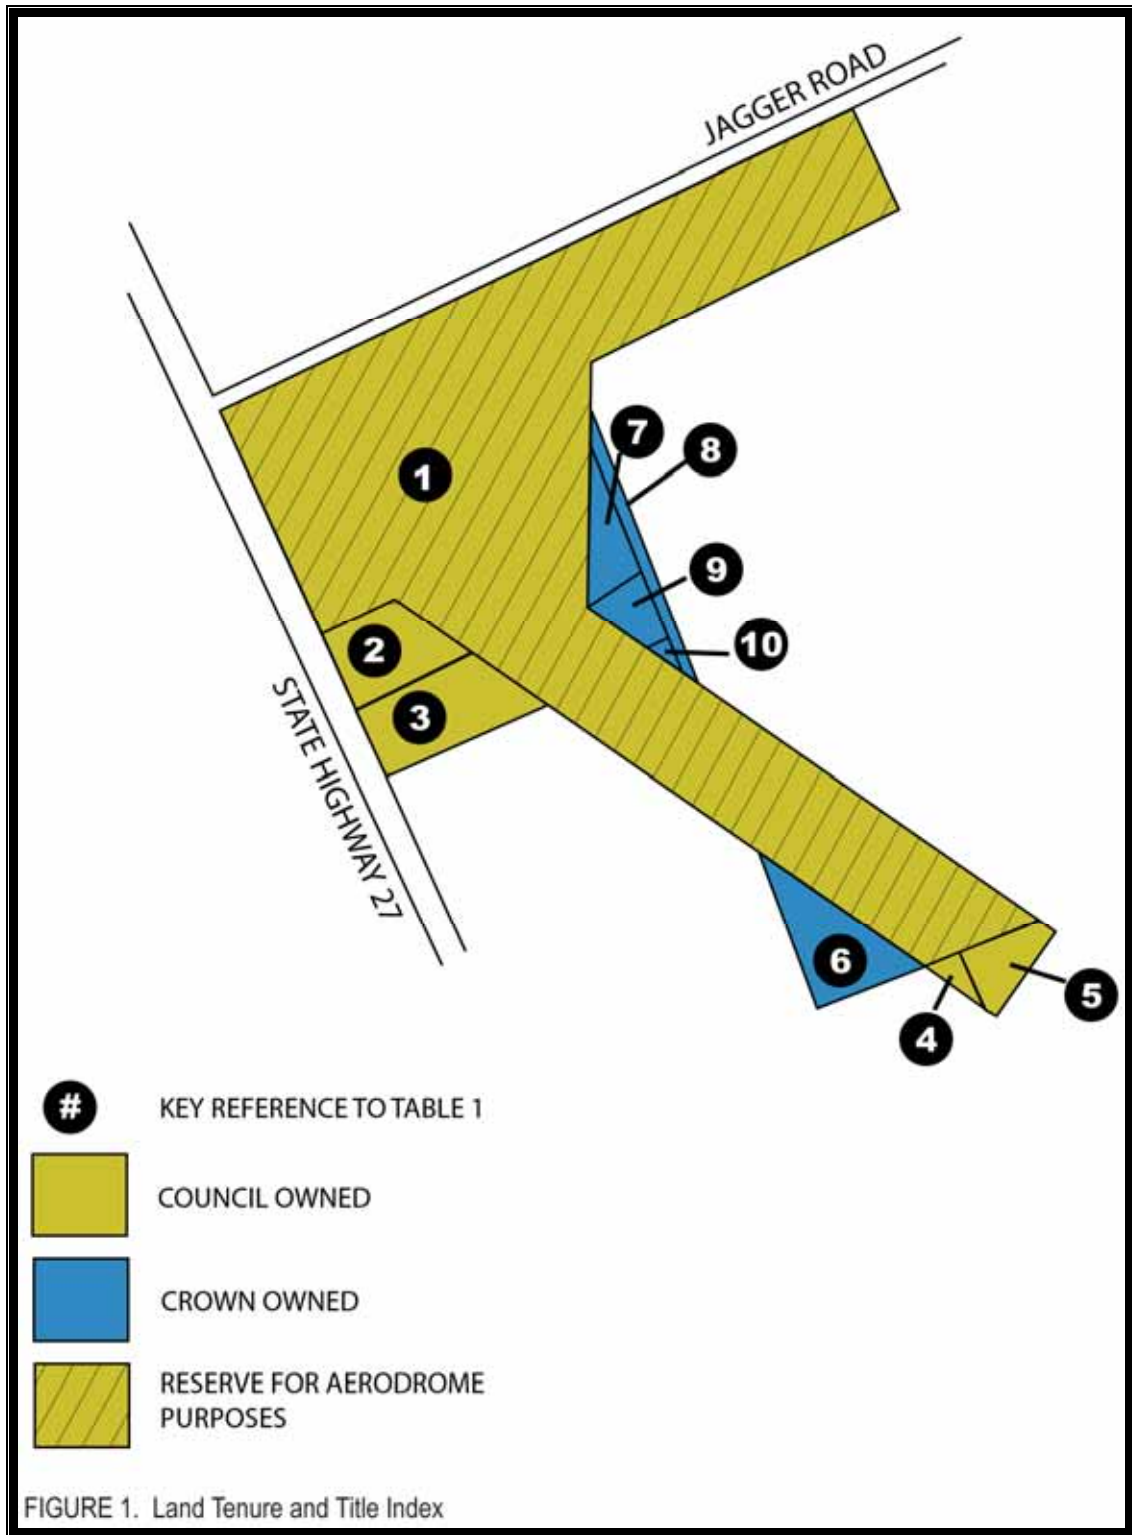 JAGGER ROAD
1
7
8
9
10
2
3
STATE HIGHWAY 27
6
5
4
# KEY REFERENCE TO TABLE 1
COUNCIL OWNED
CROWN OWNED
RESERVE FOR AERODROME
PURPOSES
FIGURE 1. Land Tenure and Title Index